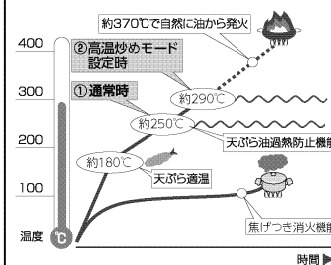 約370℃で自然に油から発火
400
②高温炒めモード
設定時
①通常時
300
約290℃
約250℃
200
天ぷら油過熱防止機能
約180℃
天ぷら適温
100
焦げつき消火機能
温度
℃
時間